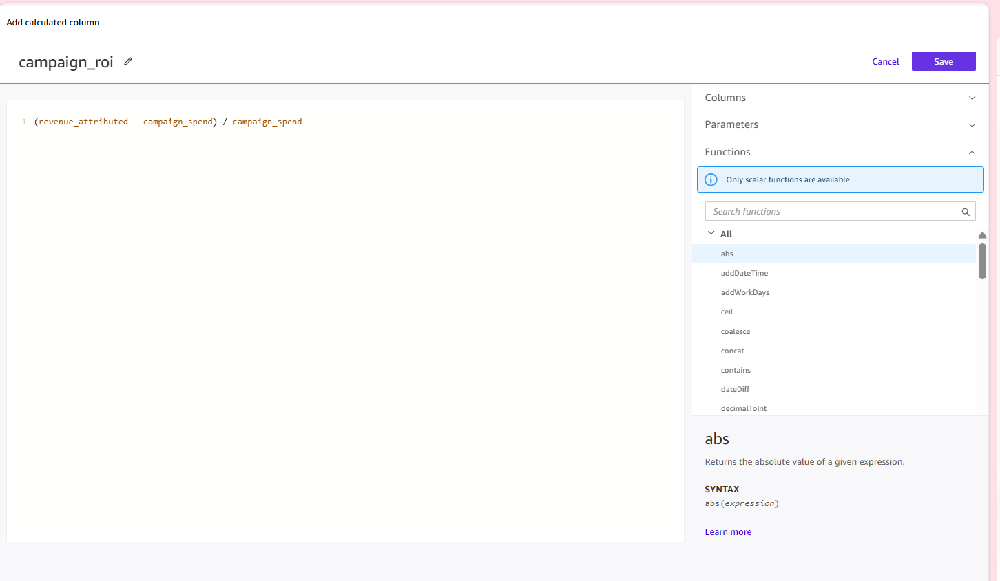 Add calculated column
campaign_roi
Cancel
Save
1 (revenue_attributed - campaign_spend) / campaign_spend
Columns
Parameters
Functions
Only scalar functions are available
Search functions
All
abs
addDateTime
addWorkDays
ceil
coalesce
concat
contains
dateDiff
decimalToInt
abs
Returns the absolute value of a given expression.
SYNTAX
abs(expression)
Learn more